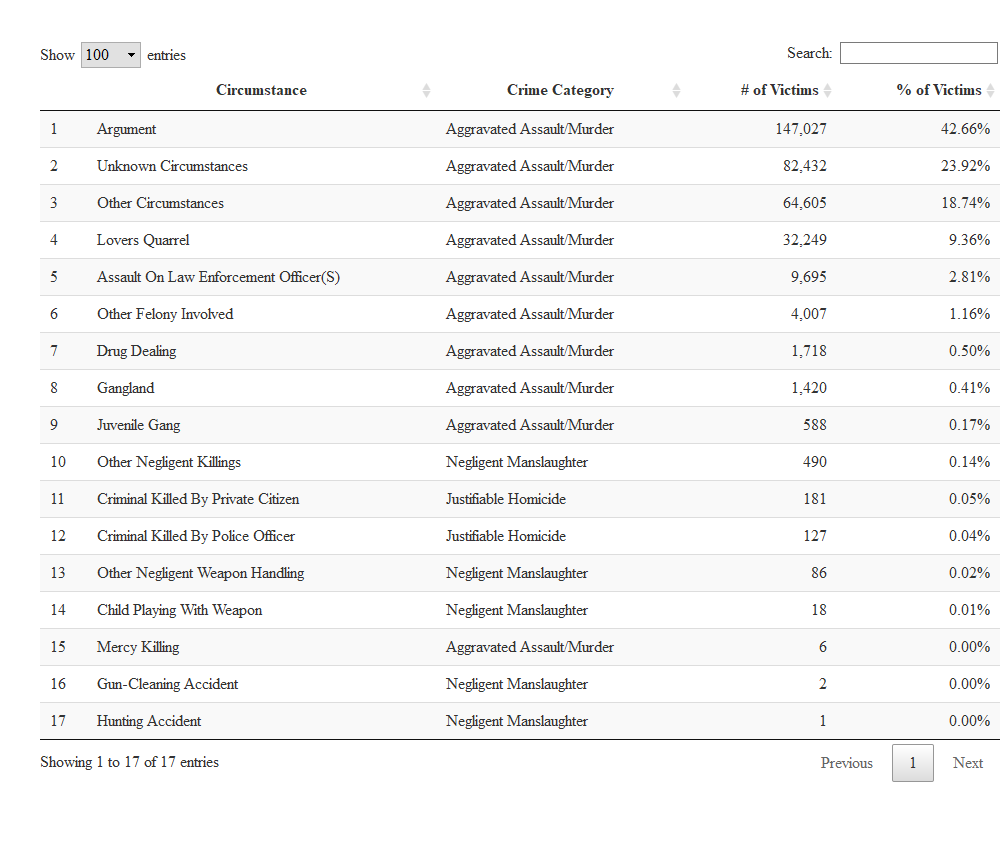 Show 100 entries Search:
Circumstance Crime Category # of Victims % of Victims
1 Argument Aggravated Assault/Murder 147,027 42.66%
2 Unknown Circumstances Aggravated Assault/Murder 82,432 23.92%
3 Other Circumstances Aggravated Assault/Murder 64,605 18.74%
4 Lovers Quarrel Aggravated Assault/Murder 32,249 9.36%
5 Assault On Law Enforcement Officer(S) Aggravated Assault/Murder 9,695 2.81%
6 Other Felony Involved Aggravated Assault/Murder 4,007 1.16%
7 Drug Dealing Aggravated Assault/Murder 1,718 0.50%
8 Gangland Aggravated Assault/Murder 1,420 0.41%
9 Juvenile Gang Aggravated Assault/Murder 588 0.17%
10 Other Negligent Killings Negligent Manslaughter 490 0.14%
11 Criminal Killed By Private Citizen Justifiable Homicide 181 0.05%
12 Criminal Killed By Police Officer Justifiable Homicide 127 0.04%
13 Other Negligent Weapon Handling Negligent Manslaughter 86 0.02%
14 Child Playing With Weapon Negligent Manslaughter 18 0.01%
15 Mercy Killing Aggravated Assault/Murder 6 0.00%
16 Gun-Cleaning Accident Negligent Manslaughter 2 0.00%
17 Hunting Accident Negligent Manslaughter 1 0.00%
Showing 1 to 17 of 17 entries Previous 1 Next